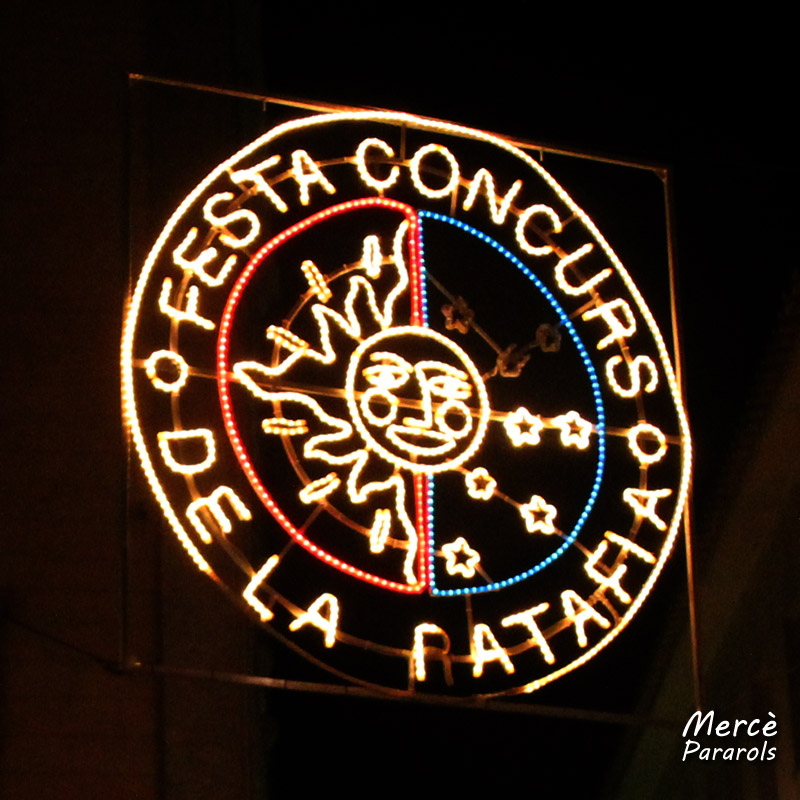 FESTA CONCURS
DE LA RATAFIA
Mercè
Pararols